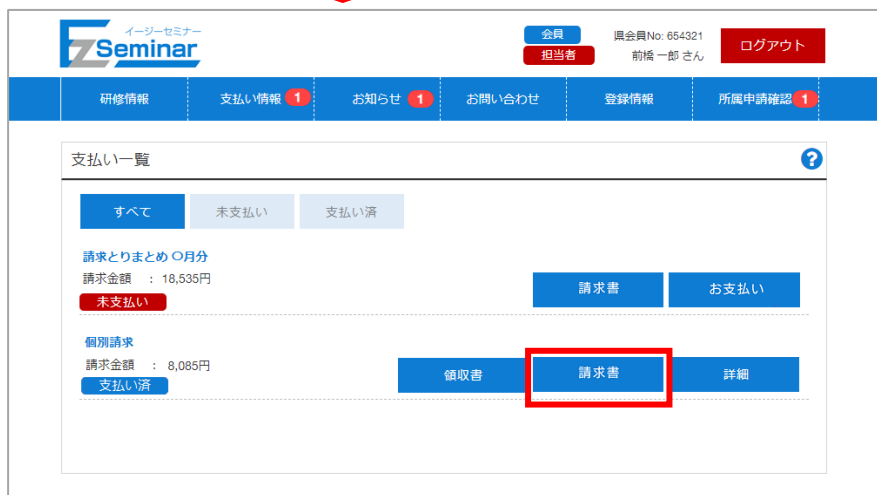 イージーセミナー
EzSeminar
会員
県会員No: 654321
担当者
前橋 一郎 さん
ログアウト
研修情報
支払い情報 1
お知らせ 1
お問い合わせ
登録情報
所属申請確認 1
支払い一覧
?
すべて
未支払い
支払い済
請求とりまとめ 〇月分
請求金額 : 18,535円
未支払い
請求書
お支払い
個別請求
請求金額 : 8,085円
支払い済
領収書
請求書
詳細